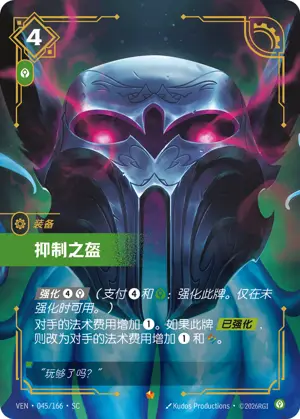 4
装备
抑制之盔
强化 4 (支付4和：强化此牌。仅在未
强化时可用。)
对手的法术费用增加1。如果此牌 已强化，
则改为对手的法术费用增加1和。
“玩够了吗？”
VEN • 045/166 • SC
Kudos Productions
©2026RGI